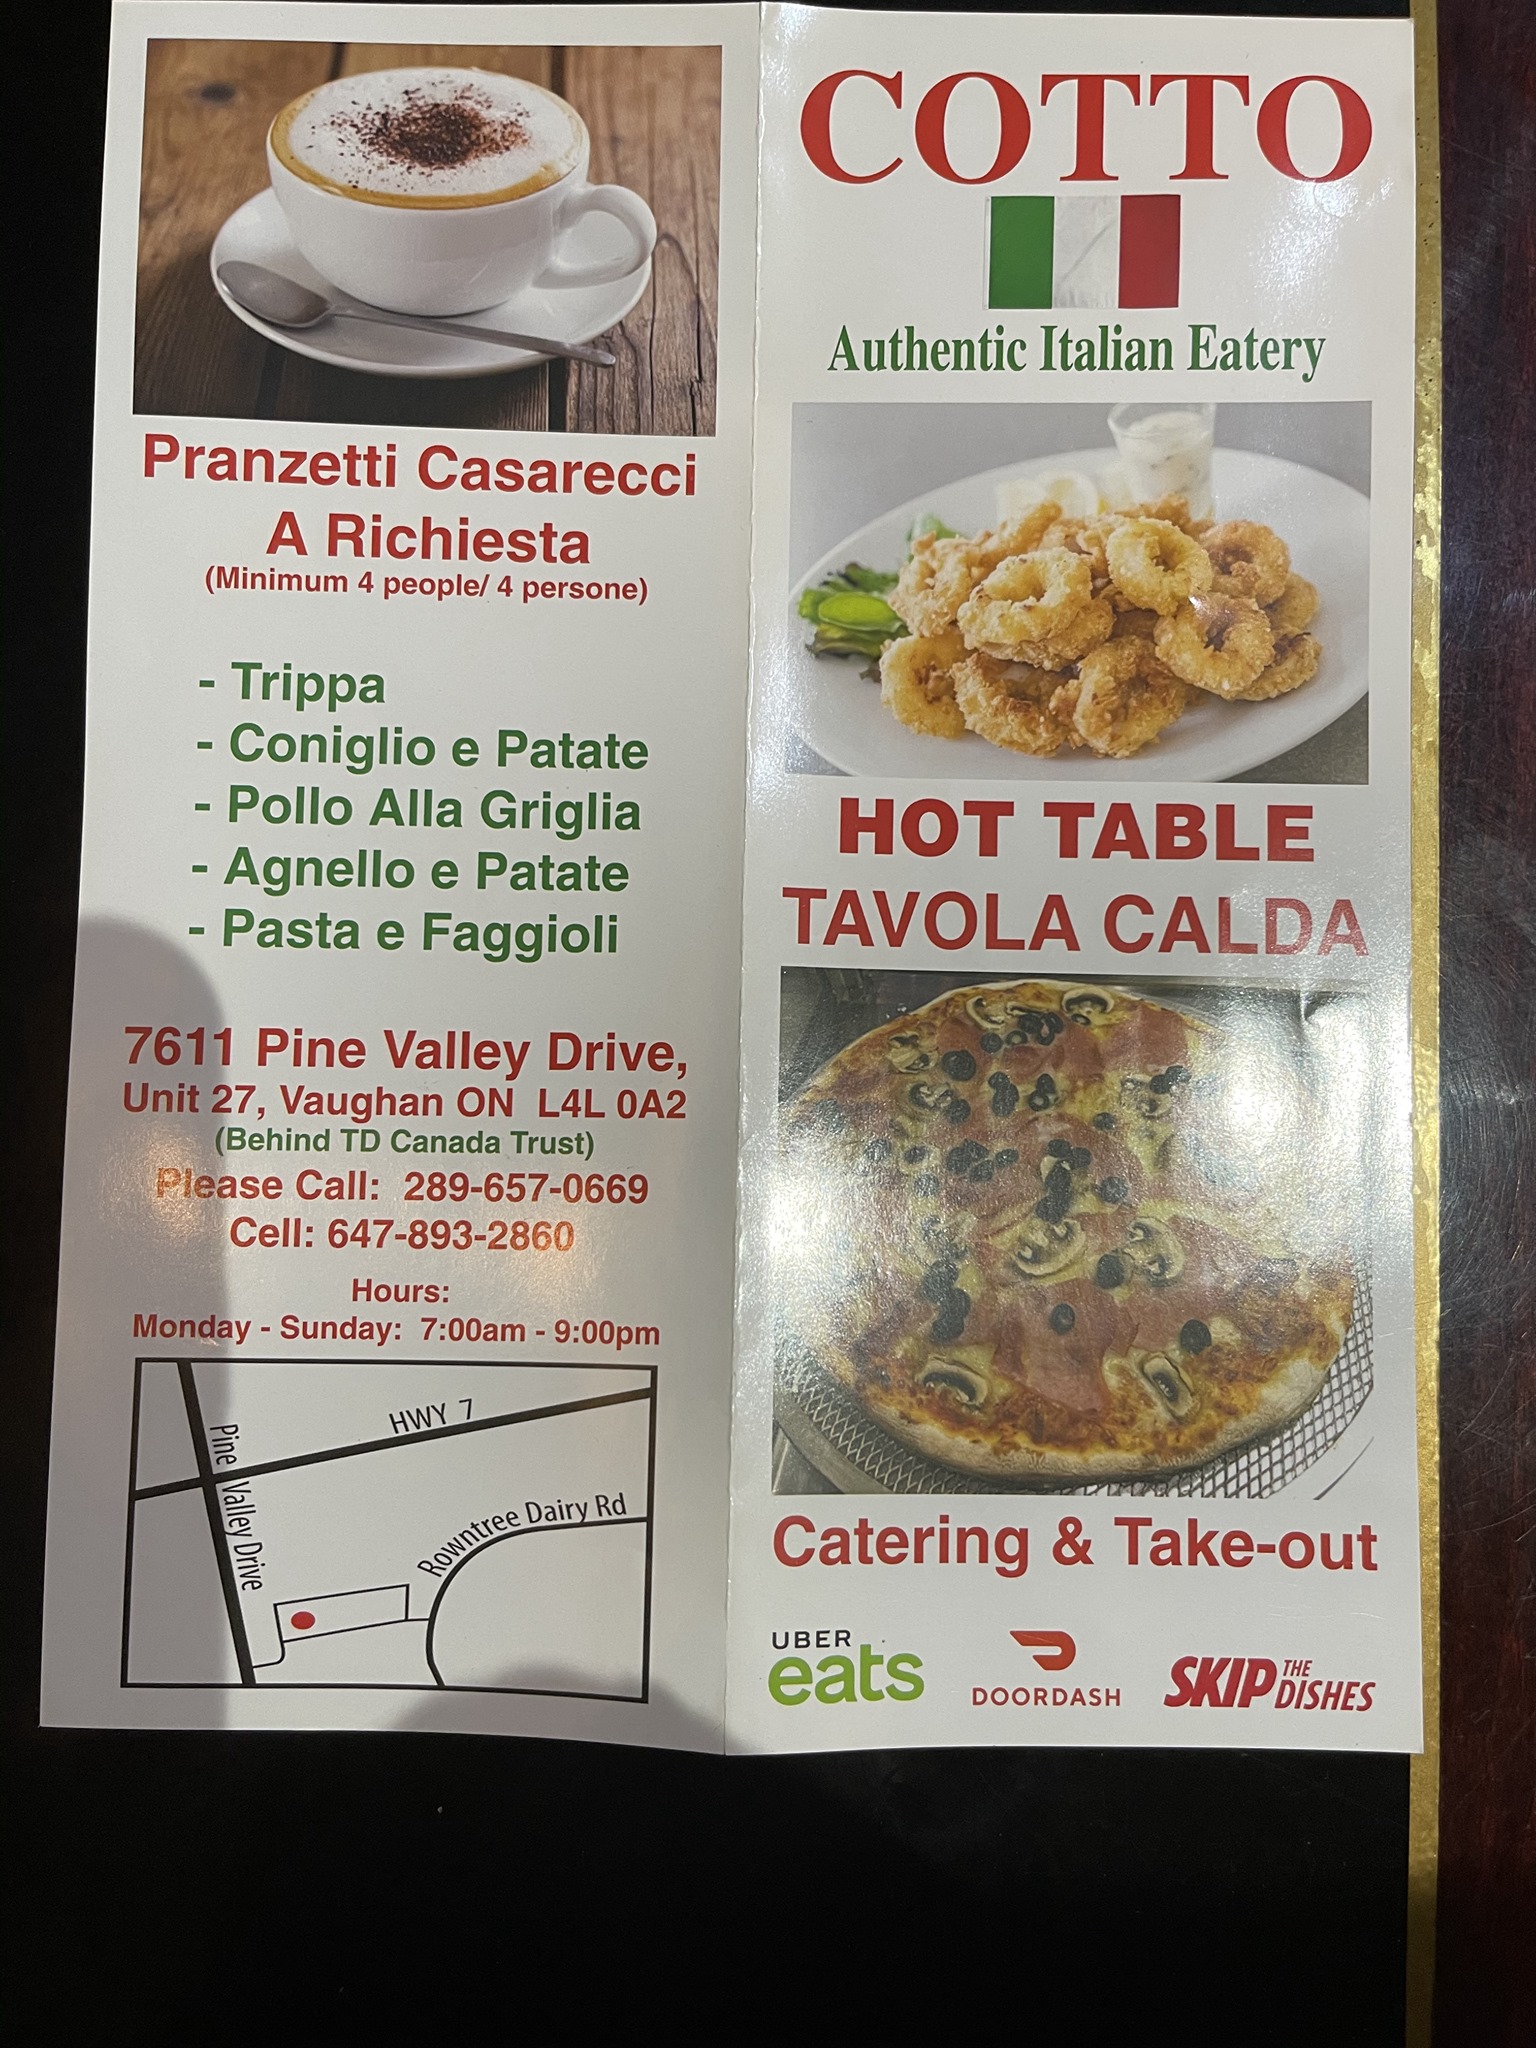 Pranzetti Casarecci
A Richiesta
(Minimum 4 people/ 4 persone)
- Trippa
- Coniglio e Patate
- Pollo Alla Griglia
- Agnello e Patate
- Pasta e Faggioli
7611 Pine Valley Drive,
Unit 27, Vaughan ON L4L 0A2
(Behind TD Canada Trust)
Please Call: 289-657-0669
Cell: 647-893-2860
Hours:
Monday - Sunday: 7:00am - 9:00pm
HWY 7
Pine Valley Drive
Rowntree Dairy Rd
COTTO
Authentic Italian Eatery
HOT TABLE
TAVOLA CALDA
Catering & Take-out
UBER
eats
DOORDASH
SKIP THE
DISHES